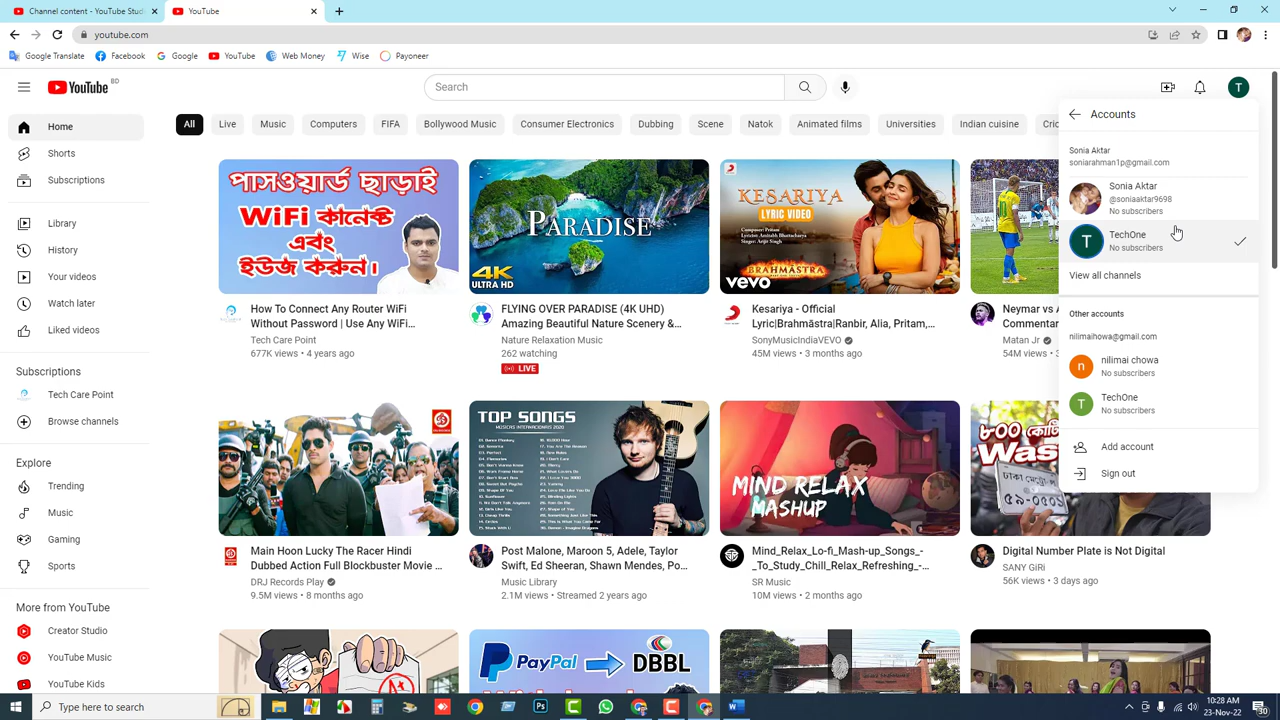 Channel content - YouTube Studi
YouTube
youtube.com
Google Translate
Facebook
Google
YouTube
Web Money
Wise
Payoneer
YouTube BD
Search
T
All
Live
Music
Computers
FIFA
Bollywood Music
Consumer Electronics
Dubbing
Scene
Natok
Animated films
Universities
Indian cuisine
Cric
Home
Shorts
Subscriptions
Library
History
Your videos
Watch later
Liked videos
Subscriptions
Tech Care Point
Browse channels
Explore
Trending
Music
Gaming
Sports
More from YouTube
Creator Studio
YouTube Music
YouTube Kids
পাসওয়ার্ড ছাড়াই
WiFi কানেক্ট
এবং
ইউজ করুন।
How To Connect Any Router WiFi
Without Password | Use Any WiFi...
Tech Care Point
677K views • 4 years ago
PARADISE
4K
ULTRA HD
FLYING OVER PARADISE (4K UHD)
Amazing Beautiful Nature Scenery &...
Nature Relaxation Music
262 watching
LIVE
KESARIYA
LYRIC VIDEO
BRAHMĀSTRA
vevo
Kesariya - Official
Lyric|Brahmāstra|Ranbir, Alia, Pritam,...
SonyMusicIndiaVEVO
45M views • 3 months ago
Neymar vs A
Commentar
Matan Jr
54M views • 3
Main Hoon Lucky The Racer Hindi
Dubbed Action Full Blockbuster Movie ...
DRJ Records Play
9.5M views • 8 months ago
TOP SONGS
Post Malone, Maroon 5, Adele, Taylor
Swift, Ed Sheeran, Shawn Mendes, Po...
Music Library
2.1M views • Streamed 2 years ago
MIND RELAX
MASHUP
Mind_Relax_Lo-fi_Mash-up_Songs_-
_To_Study_Chill_Relax_Refreshing_-...
SR Music
10M views • 2 months ago
৮০০ কোটি
Was
Digital Number Plate is Not Digital
SANY GiRi
56K views • 3 days ago
PayPal
DBBL
Accounts
Sonia Aktar
soniarahman1p@gmail.com
Sonia Aktar
@soniaaktar9698
No subscribers
T
TechOne
No subscribers
View all channels
Other accounts
nilimaihowa@gmail.com
n
nilimai chowa
No subscribers
T
TechOne
No subscribers
Add account
Sign out
Type here to search
10:28 AM
23-Nov-22